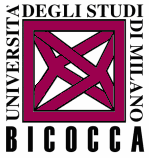 UNIVERSITÀ
DEGLI STUDI
DI MILANO
BICOCCA